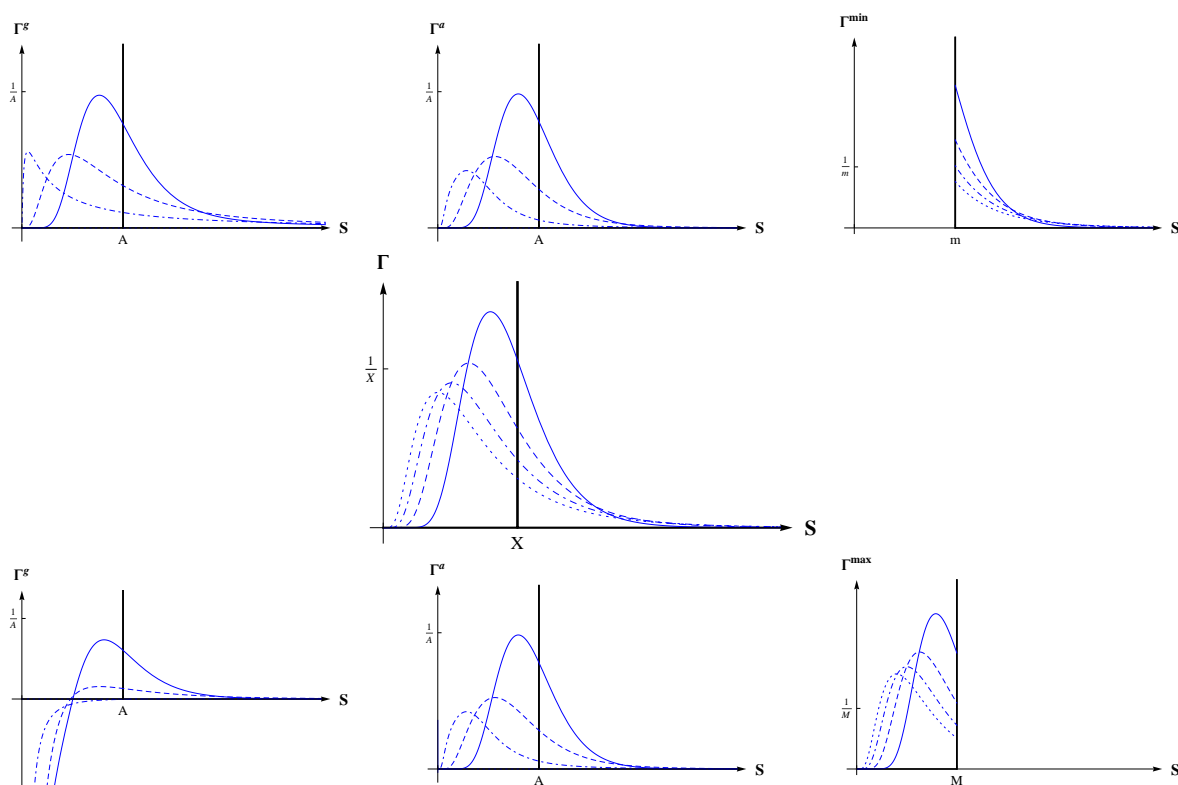 Γ^g
1/A
A
S
Γ^a
1/A
A
S
Γ^min
1/m
m
S
Γ
1/X
X
S
Γ^g
1/A
A
S
Γ^a
1/A
A
S
Γ^max
1/M
M
S